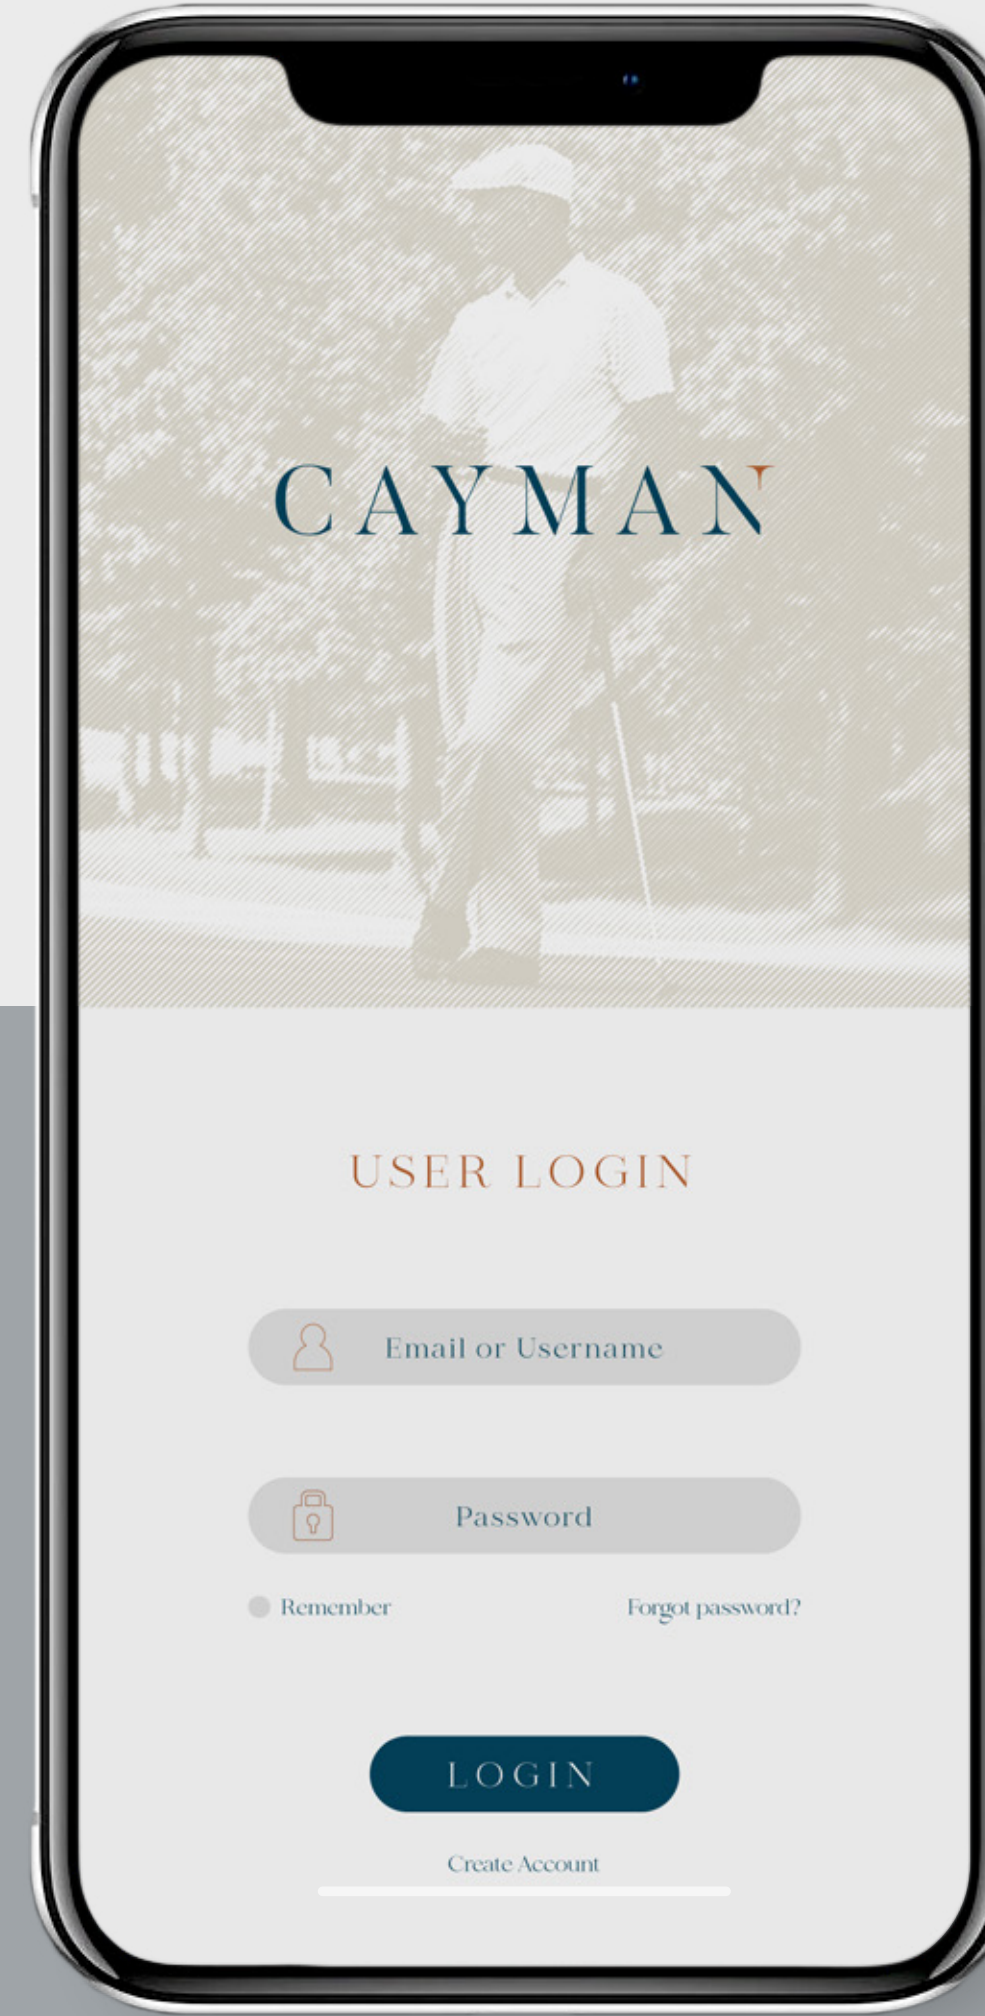 CAYMAN
USER LOGIN
Email or Username
Password
Remember
Forgot password?
LOGIN
Create Account